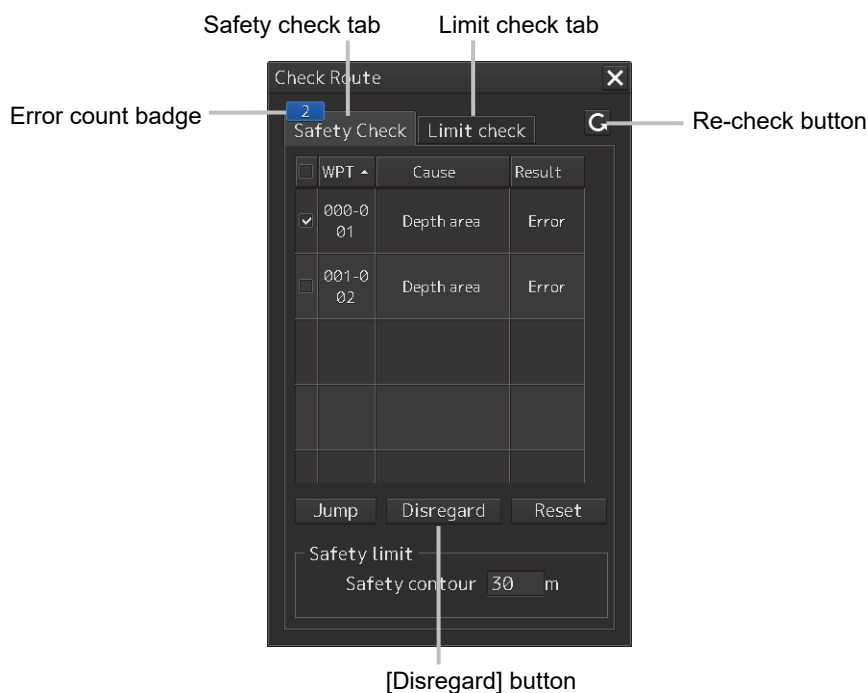 Safety check tab
Limit check tab
Check Route
Error count badge
2
Safety Check
Limit check
Re-check button
WPT
Cause
Result
000-0
01
Depth area
Error
001-0
02
Depth area
Error
Jump
Disregard
Reset
Safety limit
Safety contour 30 m
[Disregard] button